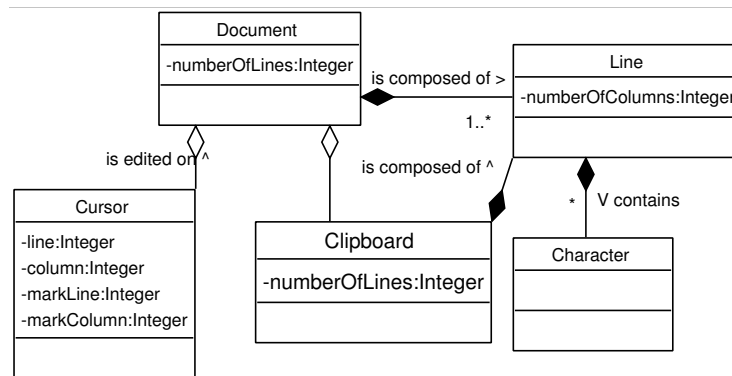 Document
-numberOfLines:Integer
is composed of >
1..*
Line
-numberOfColumns:Integer
is edited on ^
is composed of ^
Cursor
-line:Integer
-column:Integer
-markLine:Integer
-markColumn:Integer
Clipboard
-numberOfLines:Integer
* V contains
Character